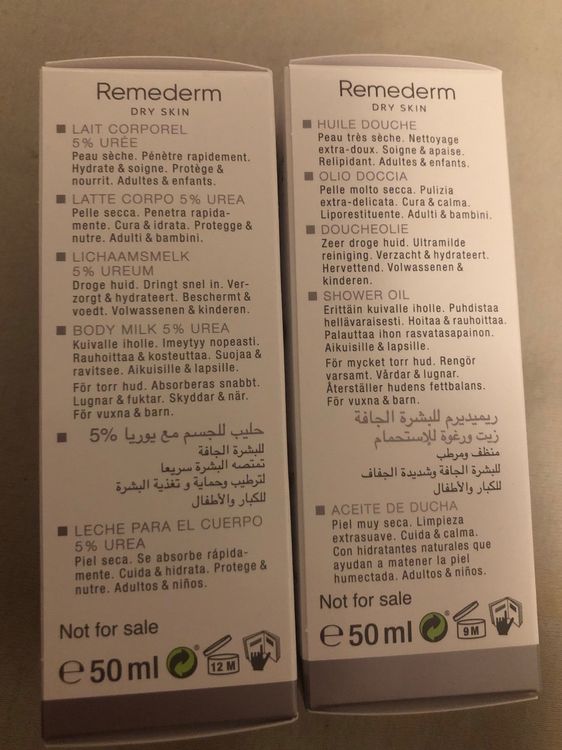 Remederm
DRY SKIN
LAIT CORPOREL
5% URÉE
Peau sèche. Pénètre rapidement.
Hydrate & soigne. Protège &
nourrit. Adultes & enfants.
LATTE CORPO 5% UREA
Pelle secca. Penetra rapida-
mente. Cura & idrata. Protegge &
nutre. Adulti & bambini.
LICHAAMSMELK
5% UREUM
Droge huid. Dringt snel in. Ver-
zorgt & hydrateert. Beschermt &
voedt. Volwassenen & kinderen.
BODY MILK 5% UREA
Kuivalle iholle. Imeytyy nopeasti.
Rauhoittaa & kosteuttaa. Suojaa &
ravitsee. Aikuisille & lapsille.
För torr hud. Absorberas snabbt.
Lugnar & fuktar. Skyddar & när.
För vuxna & barn.
حليب للجسم مع يوريا 5%
للبشرة الجافة
تمتصه البشرة سريعا
لترطيب وحماية و تغذية البشرة
للكبار والأطفال
LECHE PARA EL CUERPO
5% UREA
Piel seca. Se absorbe rápida-
mente. Cuida & hidrata. Protege &
nutre. Adultos & niños.
Not for sale
e 50 ml
12 M
Remederm
DRY SKIN
HUILE DOUCHE
Peau très sèche. Nettoyage
extra-doux. Soigne & apaise.
Relipidant. Adultes & enfants.
OLIO DOCCIA
Pelle molto secca. Pulizia
extra-delicata. Cura & calma.
Liporestituente. Adulti & bambini.
DOUCHEOLIE
Zeer droge huid. Ultramilde
reiniging. Verzacht & hydrateert.
Hervettend. Volwassenen &
kinderen.
SHOWER OIL
Erittäin kuivalle iholle. Puhdistaa
hellävaraisesti. Hoitaa & rauhoittaa.
Palauttaa ihon rasvatasapainon.
Aikuisille & lapsille.
För mycket torr hud. Rengör
varsamt. Vårdar & lugnar.
Återställer hudens fettbalans.
För vuxna & barn.
ريميديرم للبشرة الجافة
زيت ورغوة للإستحمام
منظف ومرطب
للبشرة الجافة وشديدة الجفاف
للكبار والأطفال
ACEITE DE DUCHA
Piel muy seca. Limpieza
extrasuave. Cuida & calma.
Con hidratantes naturales que
ayudan a matener la piel
humectada. Adultos & niños.
Not for sale
e 50 ml
9 M